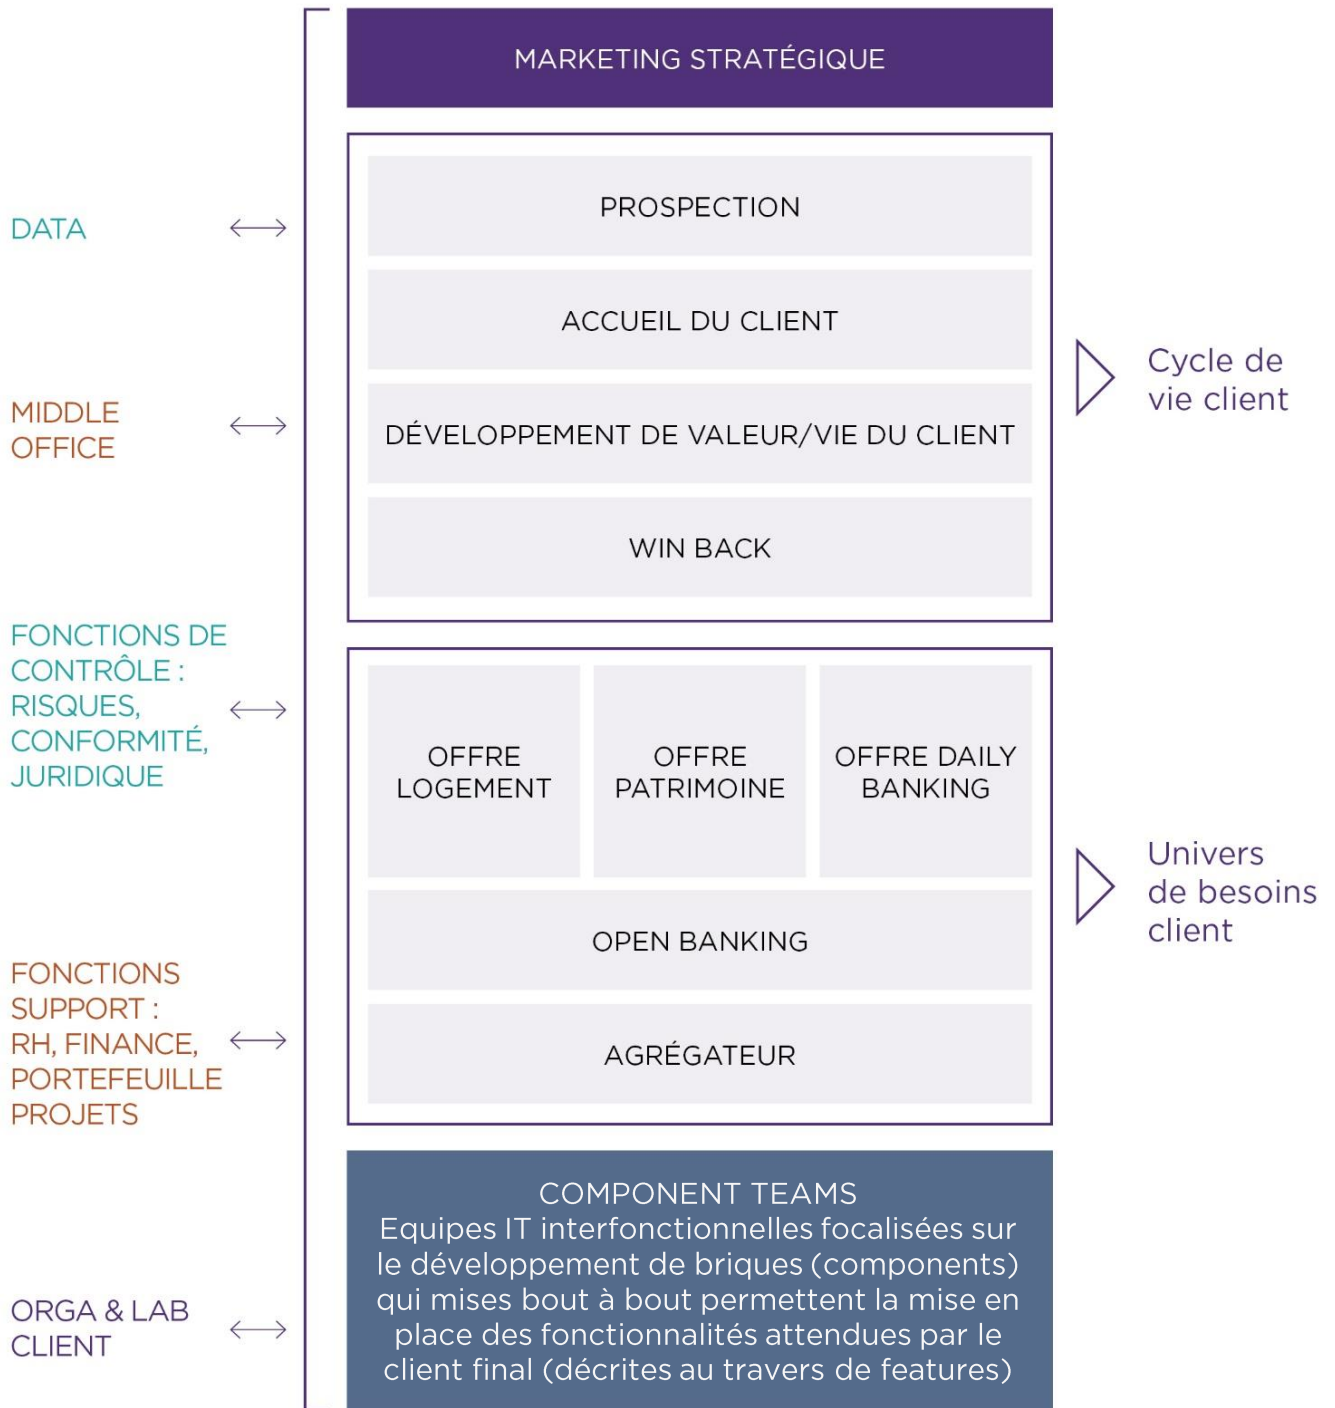 MARKETING STRATÉGIQUE
PROSPECTION
ACCUEIL DU CLIENT
DÉVELOPPEMENT DE VALEUR/VIE DU CLIENT
WIN BACK
Cycle de
vie client
DATA
MIDDLE
OFFICE
FONCTIONS DE
CONTRÔLE :
RISQUES,
CONFORMITÉ,
JURIDIQUE
FONCTIONS
SUPPORT :
RH, FINANCE,
PORTEFEUILLE
PROJETS
ORGA & LAB
CLIENT
OFFRE
LOGEMENT
OFFRE
PATRIMOINE
OFFRE DAILY
BANKING
OPEN BANKING
AGRÉGATEUR
Univers
de besoins
client
COMPONENT TEAMS
Equipes IT interfonctionnelles focalisées sur
le développement de briques (components)
qui mises bout à bout permettent la mise en
place des fonctionnalités attendues par le
client final (décrites au travers de features)